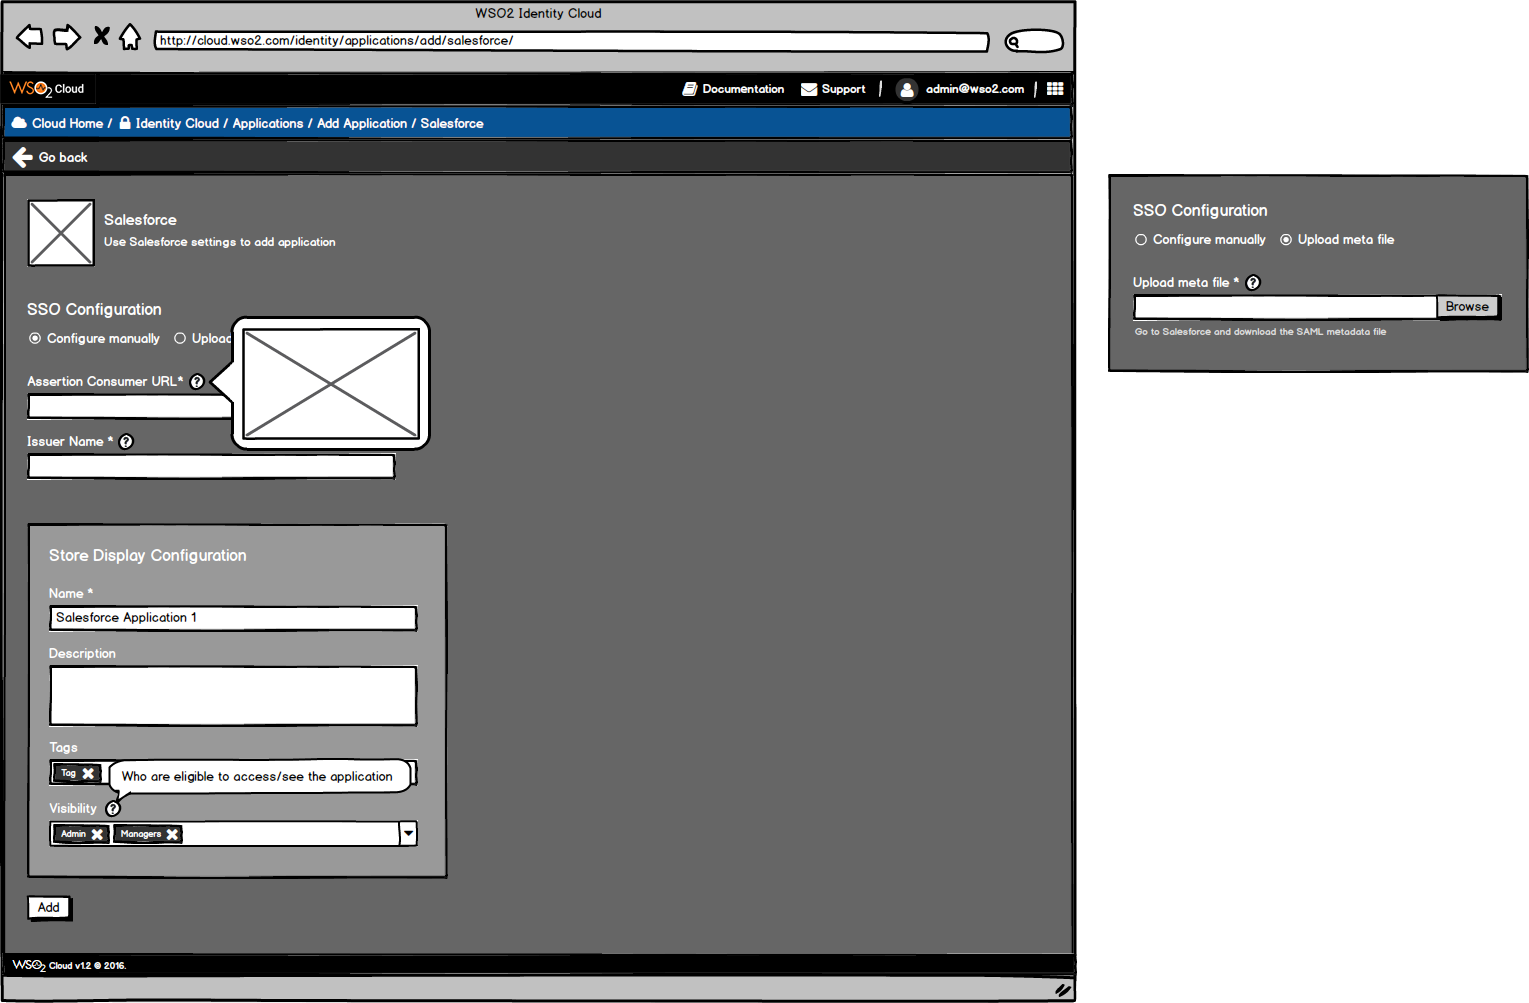 WSO2 Identity Cloud
http://cloud.wso2.com/identity/applications/add/salesforce/
WSO2 Cloud
Documentation
Support
|
admin@wso2.com
|
Cloud Home / Identity Cloud / Applications / Add Application / Salesforce
Go back
Salesforce
Use Salesforce settings to add application
SSO Configuration
Configure manually
Upload
Assertion Consumer URL*
?
Issuer Name *
?
Store Display Configuration
Name *
Salesforce Application 1
Description
Tags
Tag
Who are eligible to access/see the application
Visibility
?
Admin
Managers
Add
WSO2 Cloud v1.2 © 2016.
SSO Configuration
Configure manually
Upload meta file
Upload meta file *
?
Browse
Go to Salesforce and download the SAML metadata file